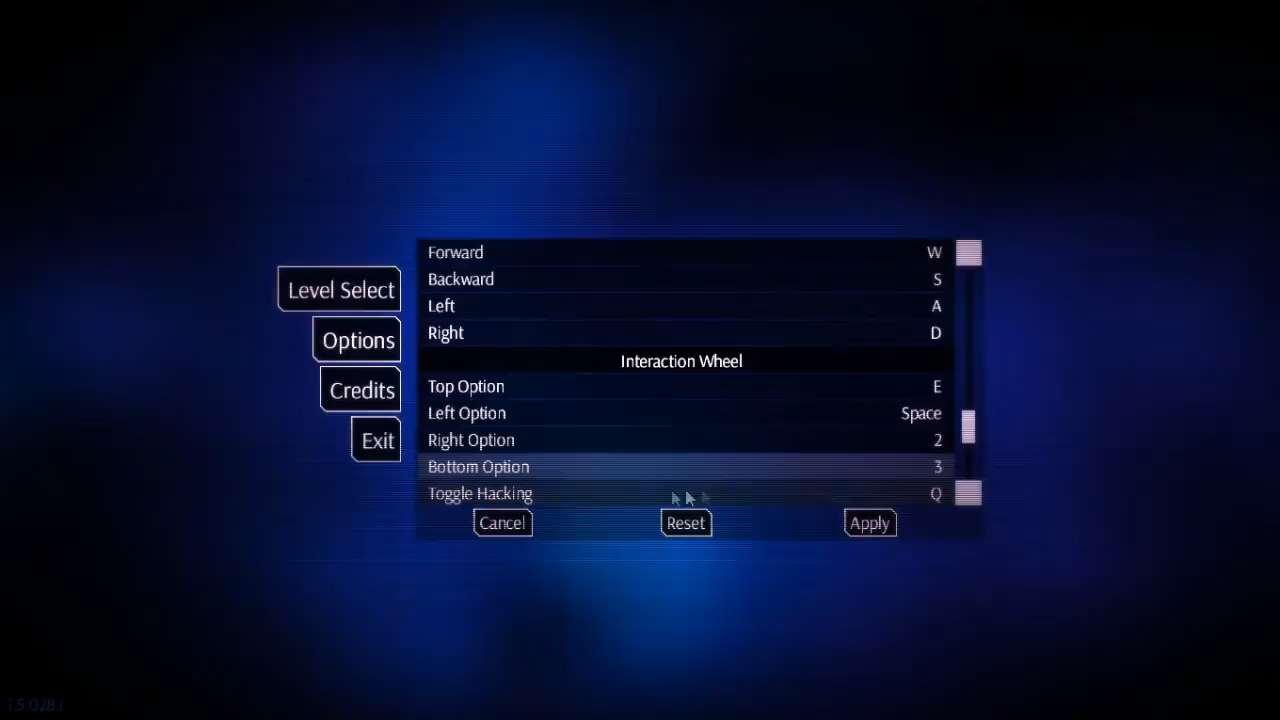 Forward W
Backward S
Left A
Right D
Interaction Wheel
Top Option E
Left Option Space
Right Option 2
Bottom Option 3
Toggle Hacking Q
Cancel Reset Apply
Level Select
Options
Credits
Exit